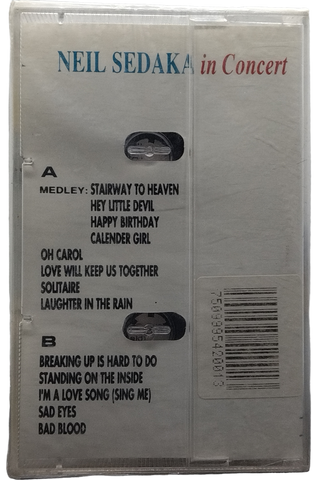 NEIL SEDAKA in Concert
A
MEDLEY: STAIRWAY TO HEAVEN
HEY LITTLE DEVIL
HAPPY BIRTHDAY
CALENDER GIRL
OH CAROL
LOVE WILL KEEP US TOGETHER
SOLITAIRE
LAUGHTER IN THE RAIN
B
BREAKING UP IS HARD TO DO
STANDING ON THE INSIDE
I'M A LOVE SONG (SING ME)
SAD EYES
BAD BLOOD
7509995420013